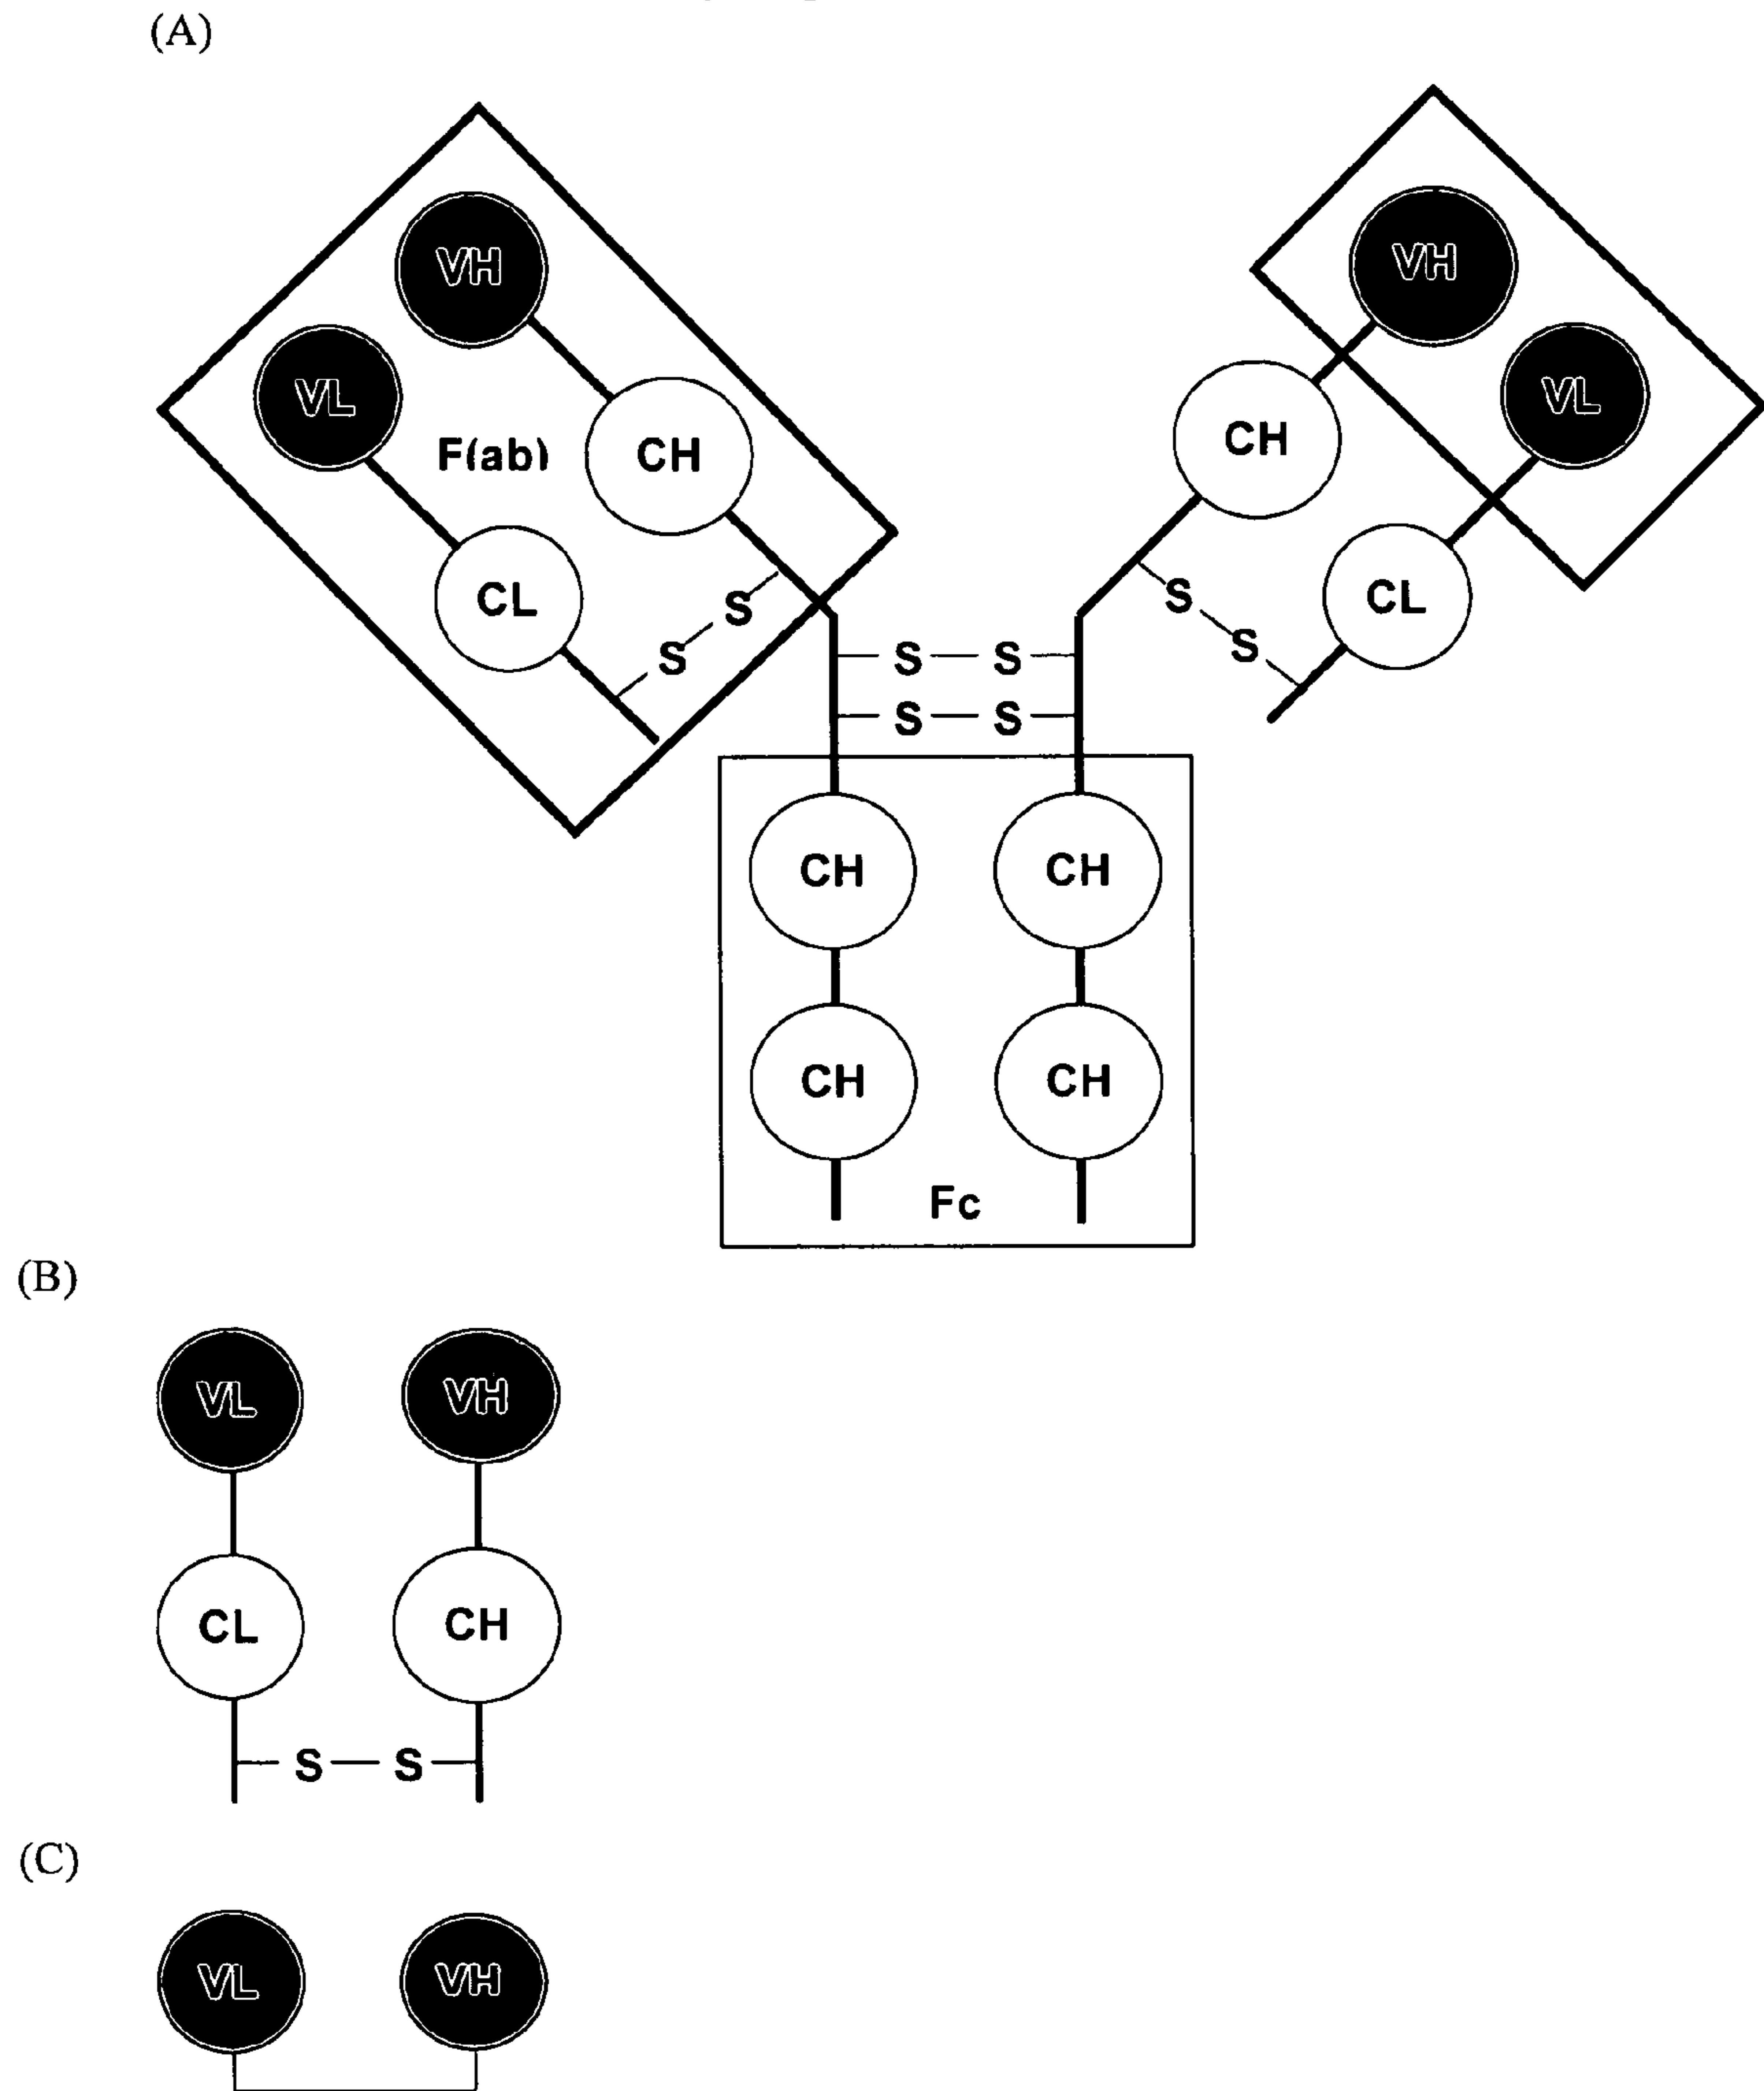 (A)
VH VH
VL VL
F(ab) CH CH
CL CL
S S
S S
S S
S S
CH CH
CH CH
Fc
(B)
VL VH
CL CH
S S
(C)
VL VH